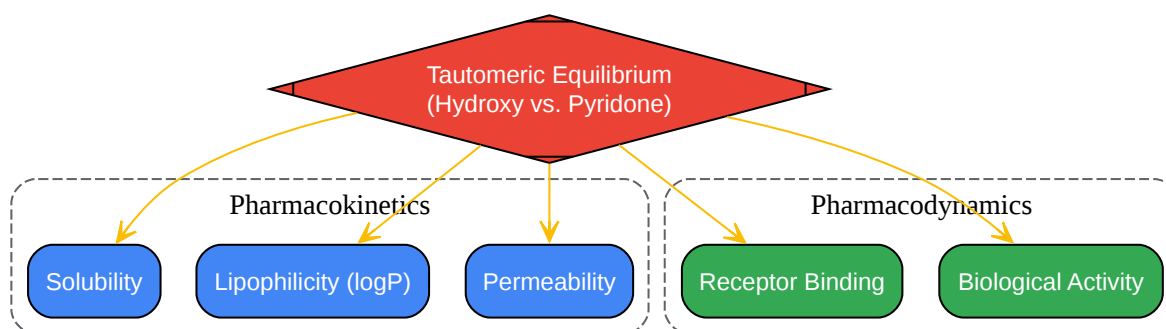 Tautomeric Equilibrium
(Hydroxy vs. Pyridone)
Pharmacokinetics
Pharmacodynamics
Solubility
Lipophilicity (logP)
Permeability
Receptor Binding
Biological Activity